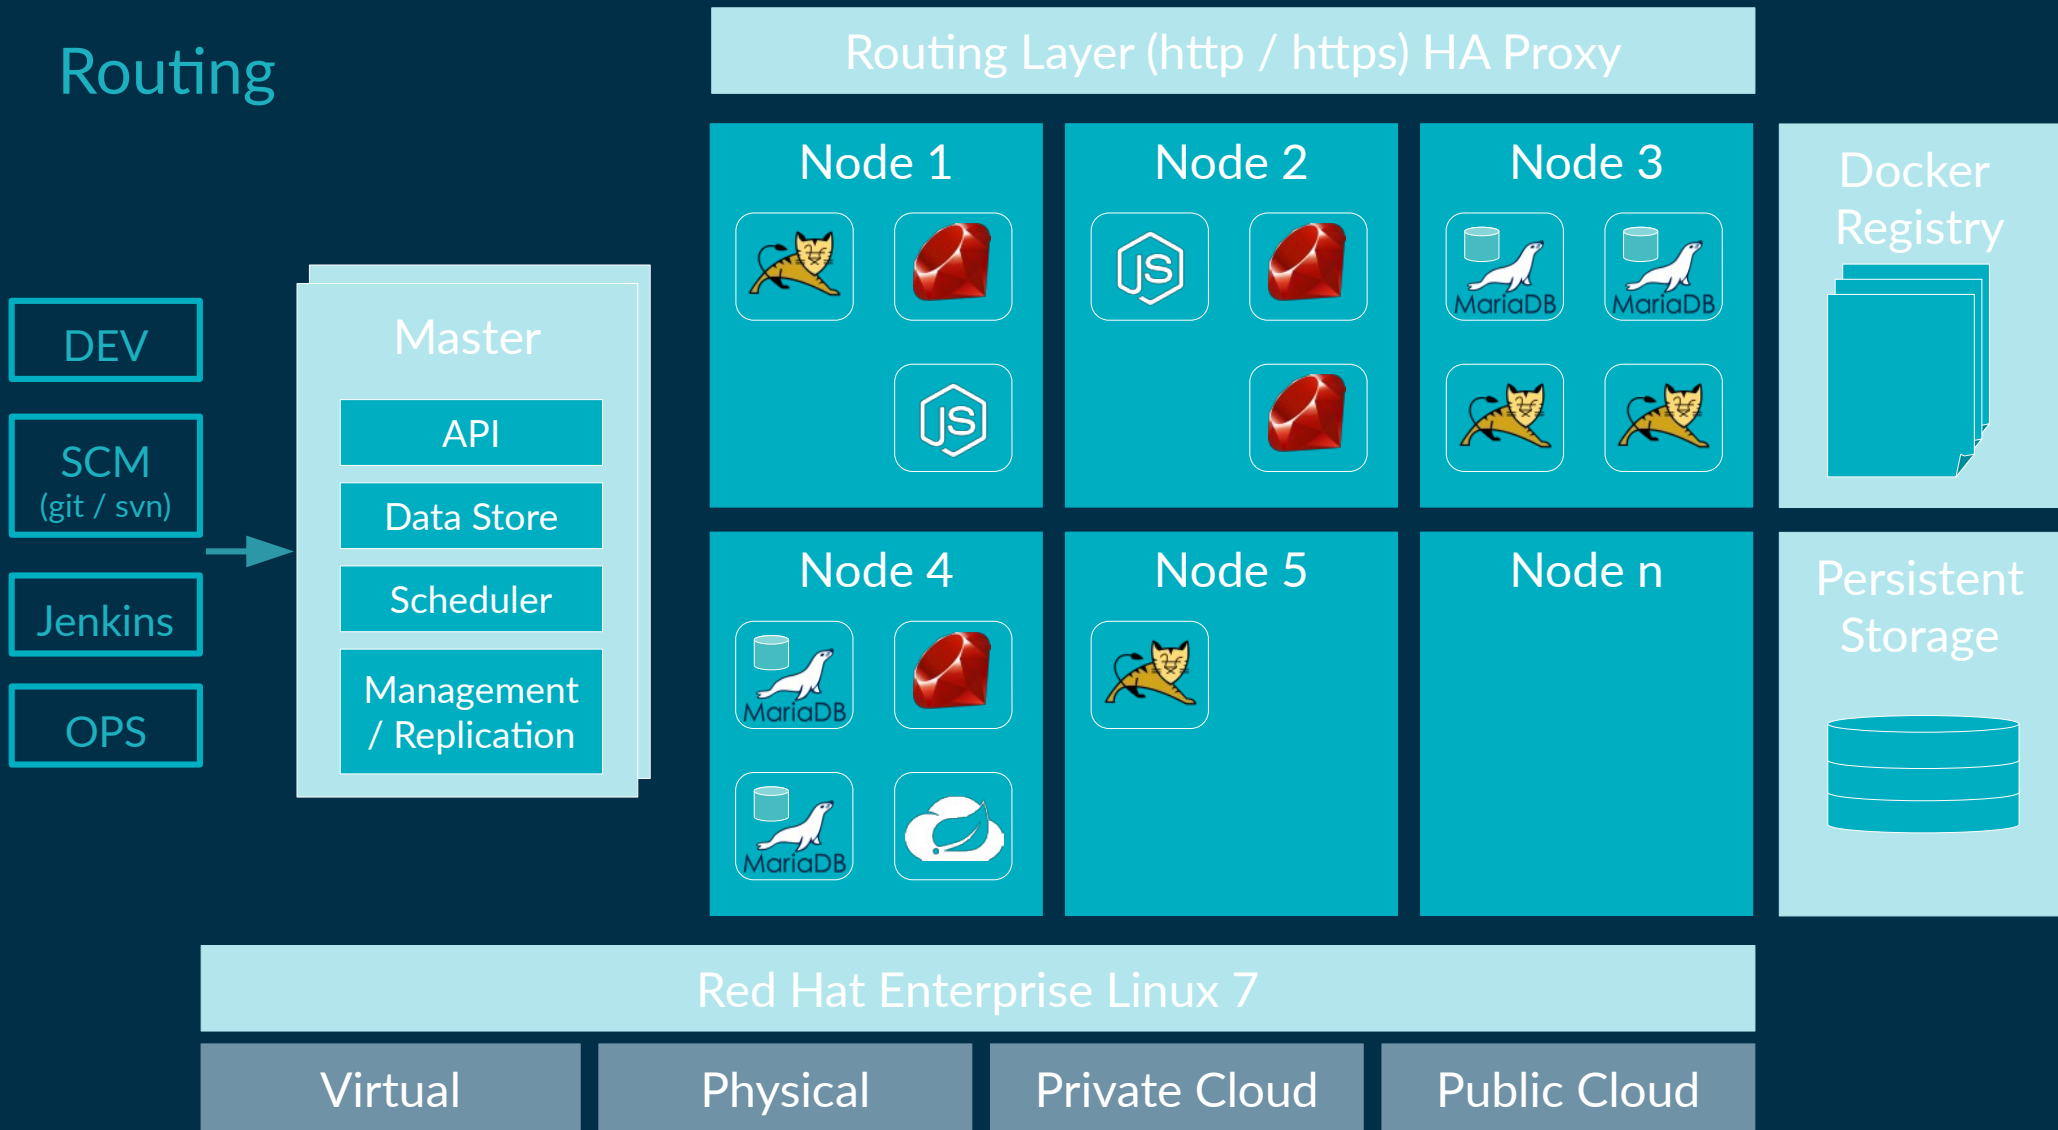 Routing
Routing Layer (http / https) HA Proxy
DEV
SCM
(git / svn)
Jenkins
OPS
Master
API
Data Store
Scheduler
Management
/ Replication
Node 1
JS
Node 2
JS
Node 3
MariaDB
MariaDB
Docker
Registry
Node 4
MariaDB
MariaDB
Node 5
Node n
Persistent
Storage
Red Hat Enterprise Linux 7
Virtual
Physical
Private Cloud
Public Cloud